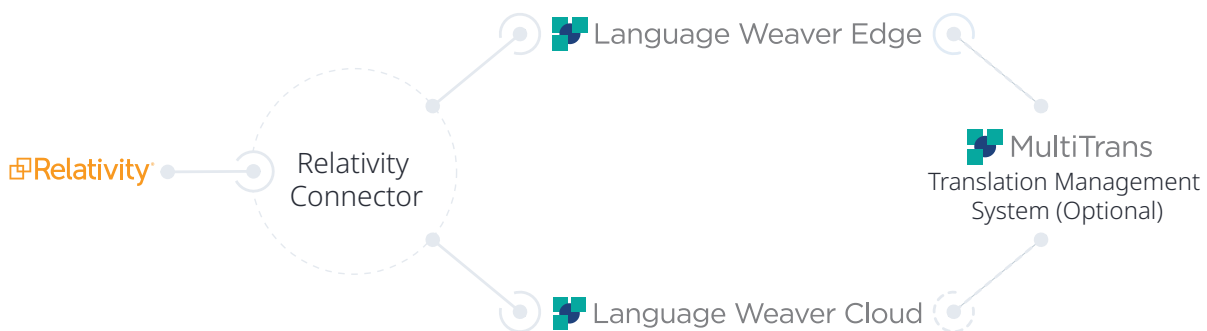 Language Weaver Edge
Relativity
Relativity
Connector
MultiTrans
Translation Management
System (Optional)
Language Weaver Cloud